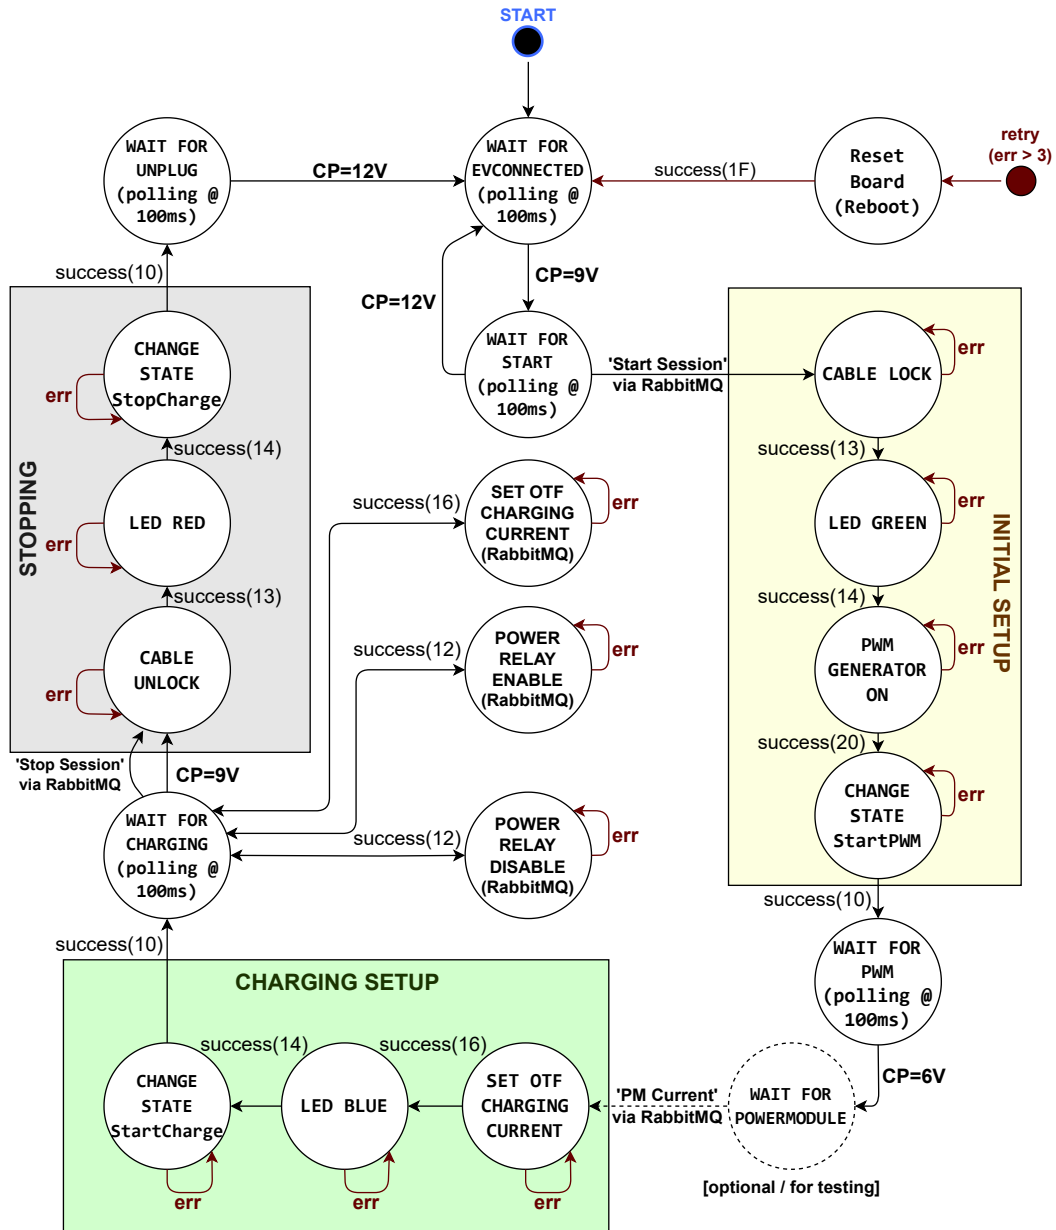 START
WAIT FOR
UNPLUG
(polling @
100ms)
CP=12V
WAIT FOR
EVCONNECTED
(polling @
100ms)
success(1F)
Reset
Board
(Reboot)
retry
(err > 3)
success(10)
CP=12V
CP=9V
STOPPING
CHANGE
STATE
StopCharge
err
WAIT FOR
START
(polling @
100ms)
'Start Session'
via RabbitMQ
INITIAL SETUP
CABLE LOCK
err
success(14)
success(13)
LED RED
err
success(16)
SET OTF
CHARGING
CURRENT
(RabbitMQ)
err
LED GREEN
err
success(13)
success(14)
CABLE
UNLOCK
err
success(12)
POWER
RELAY
ENABLE
(RabbitMQ)
err
PWM
GENERATOR
ON
err
'Stop Session'
via RabbitMQ
CP=9V
success(20)
WAIT FOR
CHARGING
(polling @
100ms)
success(12)
POWER
RELAY
DISABLE
(RabbitMQ)
err
CHANGE
STATE
StartPWM
err
success(10)
success(10)
WAIT FOR
PWM
(polling @
100ms)
CHARGING SETUP
CP=6V
success(14)
success(16)
CHANGE
STATE
StartCharge
err
LED BLUE
err
SET OTF
CHARGING
CURRENT
err
'PM Current'
via RabbitMQ
WAIT FOR
POWERMODULE
[optional / for testing]